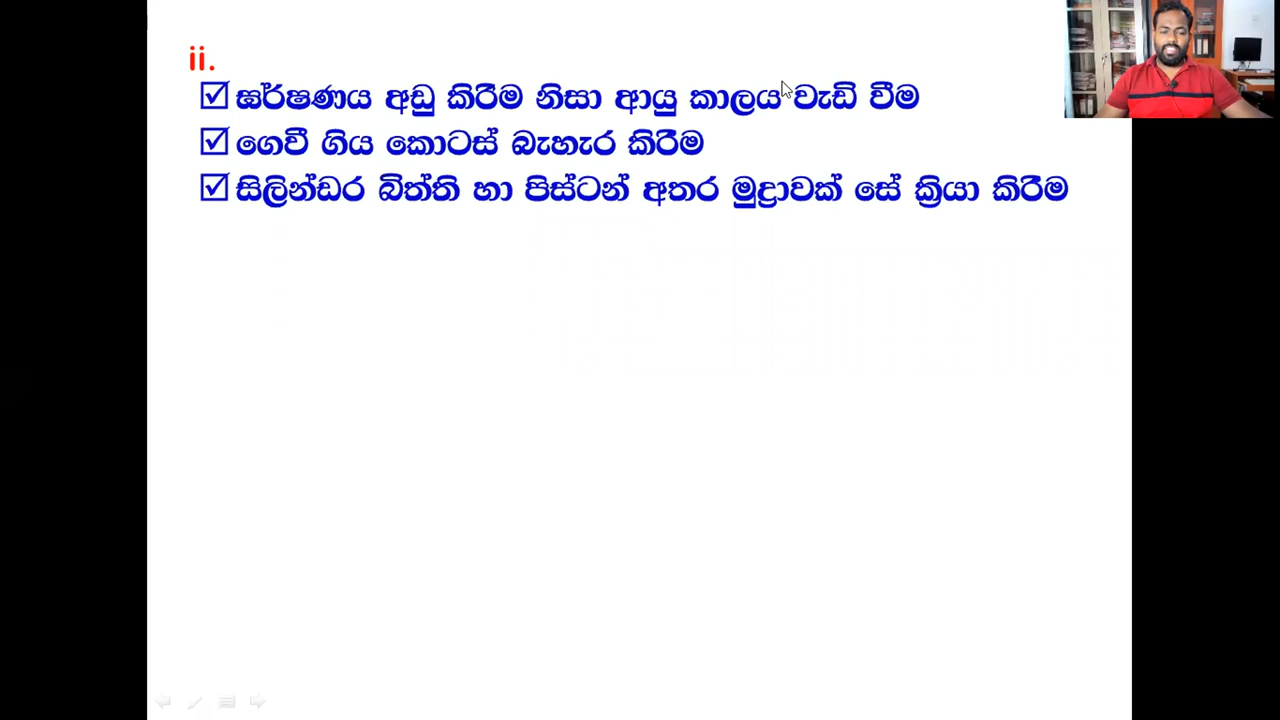 ii.
☑ ඝර්ෂණය අඩු කිරීම නිසා ආයු කාලය වැඩි වීම
☑ ගෙවී ගිය කොටස් බැහැර කිරීම
☑ සිලින්ඩර බිත්ති හා පිස්ටන් අතර මුද්‍රාවක් සේ ක්‍රියා කිරීම